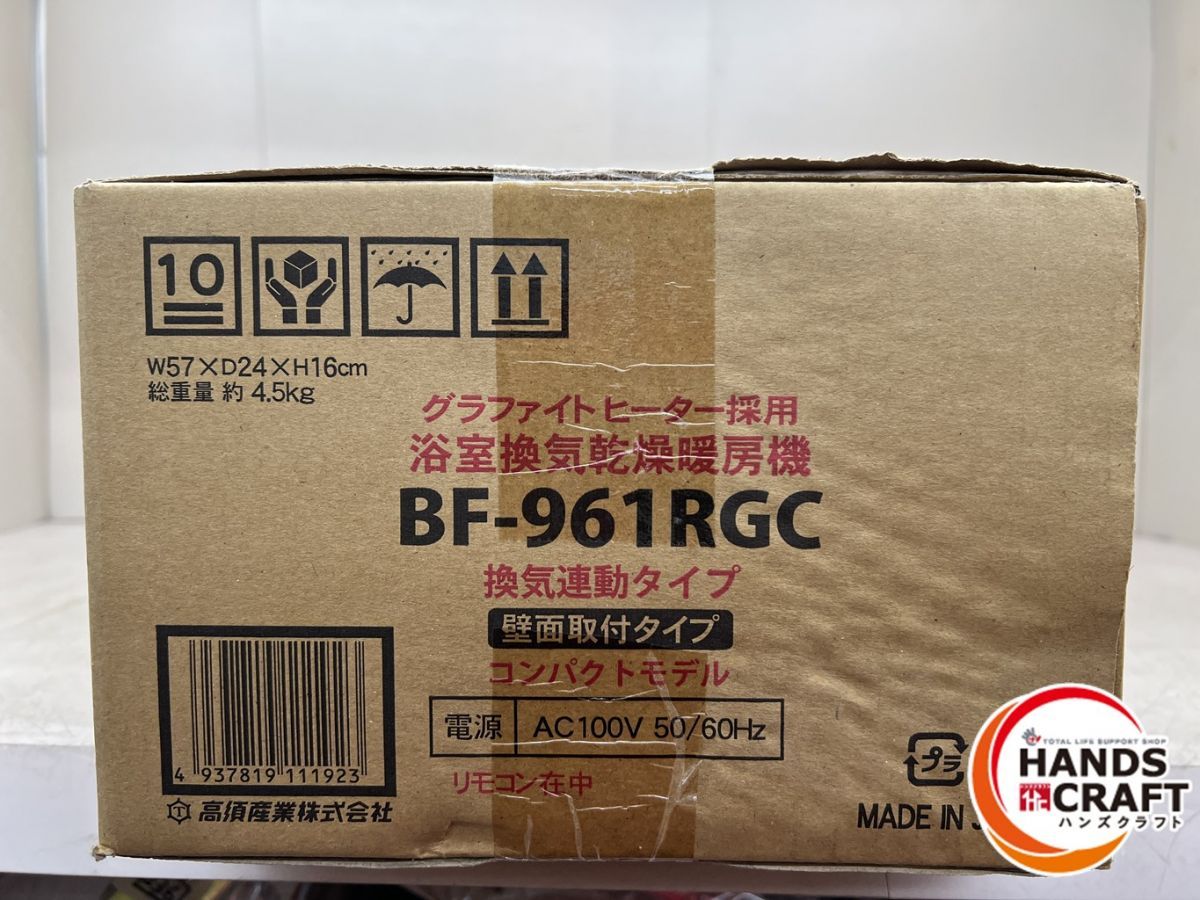 10
W57×D24×H16cm
総重量 約 4.5kg
グラファイトヒーター採用
浴室換気乾燥暖房機
BF-961RGC
換気連動タイプ
壁面取付タイプ
コンパクトモデル
電源 AC100V 50/60Hz
リモコン在中
4 937819 111923
高須産業株式会社
プラ
MADE IN
TOTAL LIFE SUPPORT SHOP
HANDS
CRAFT
ハンズクラフト